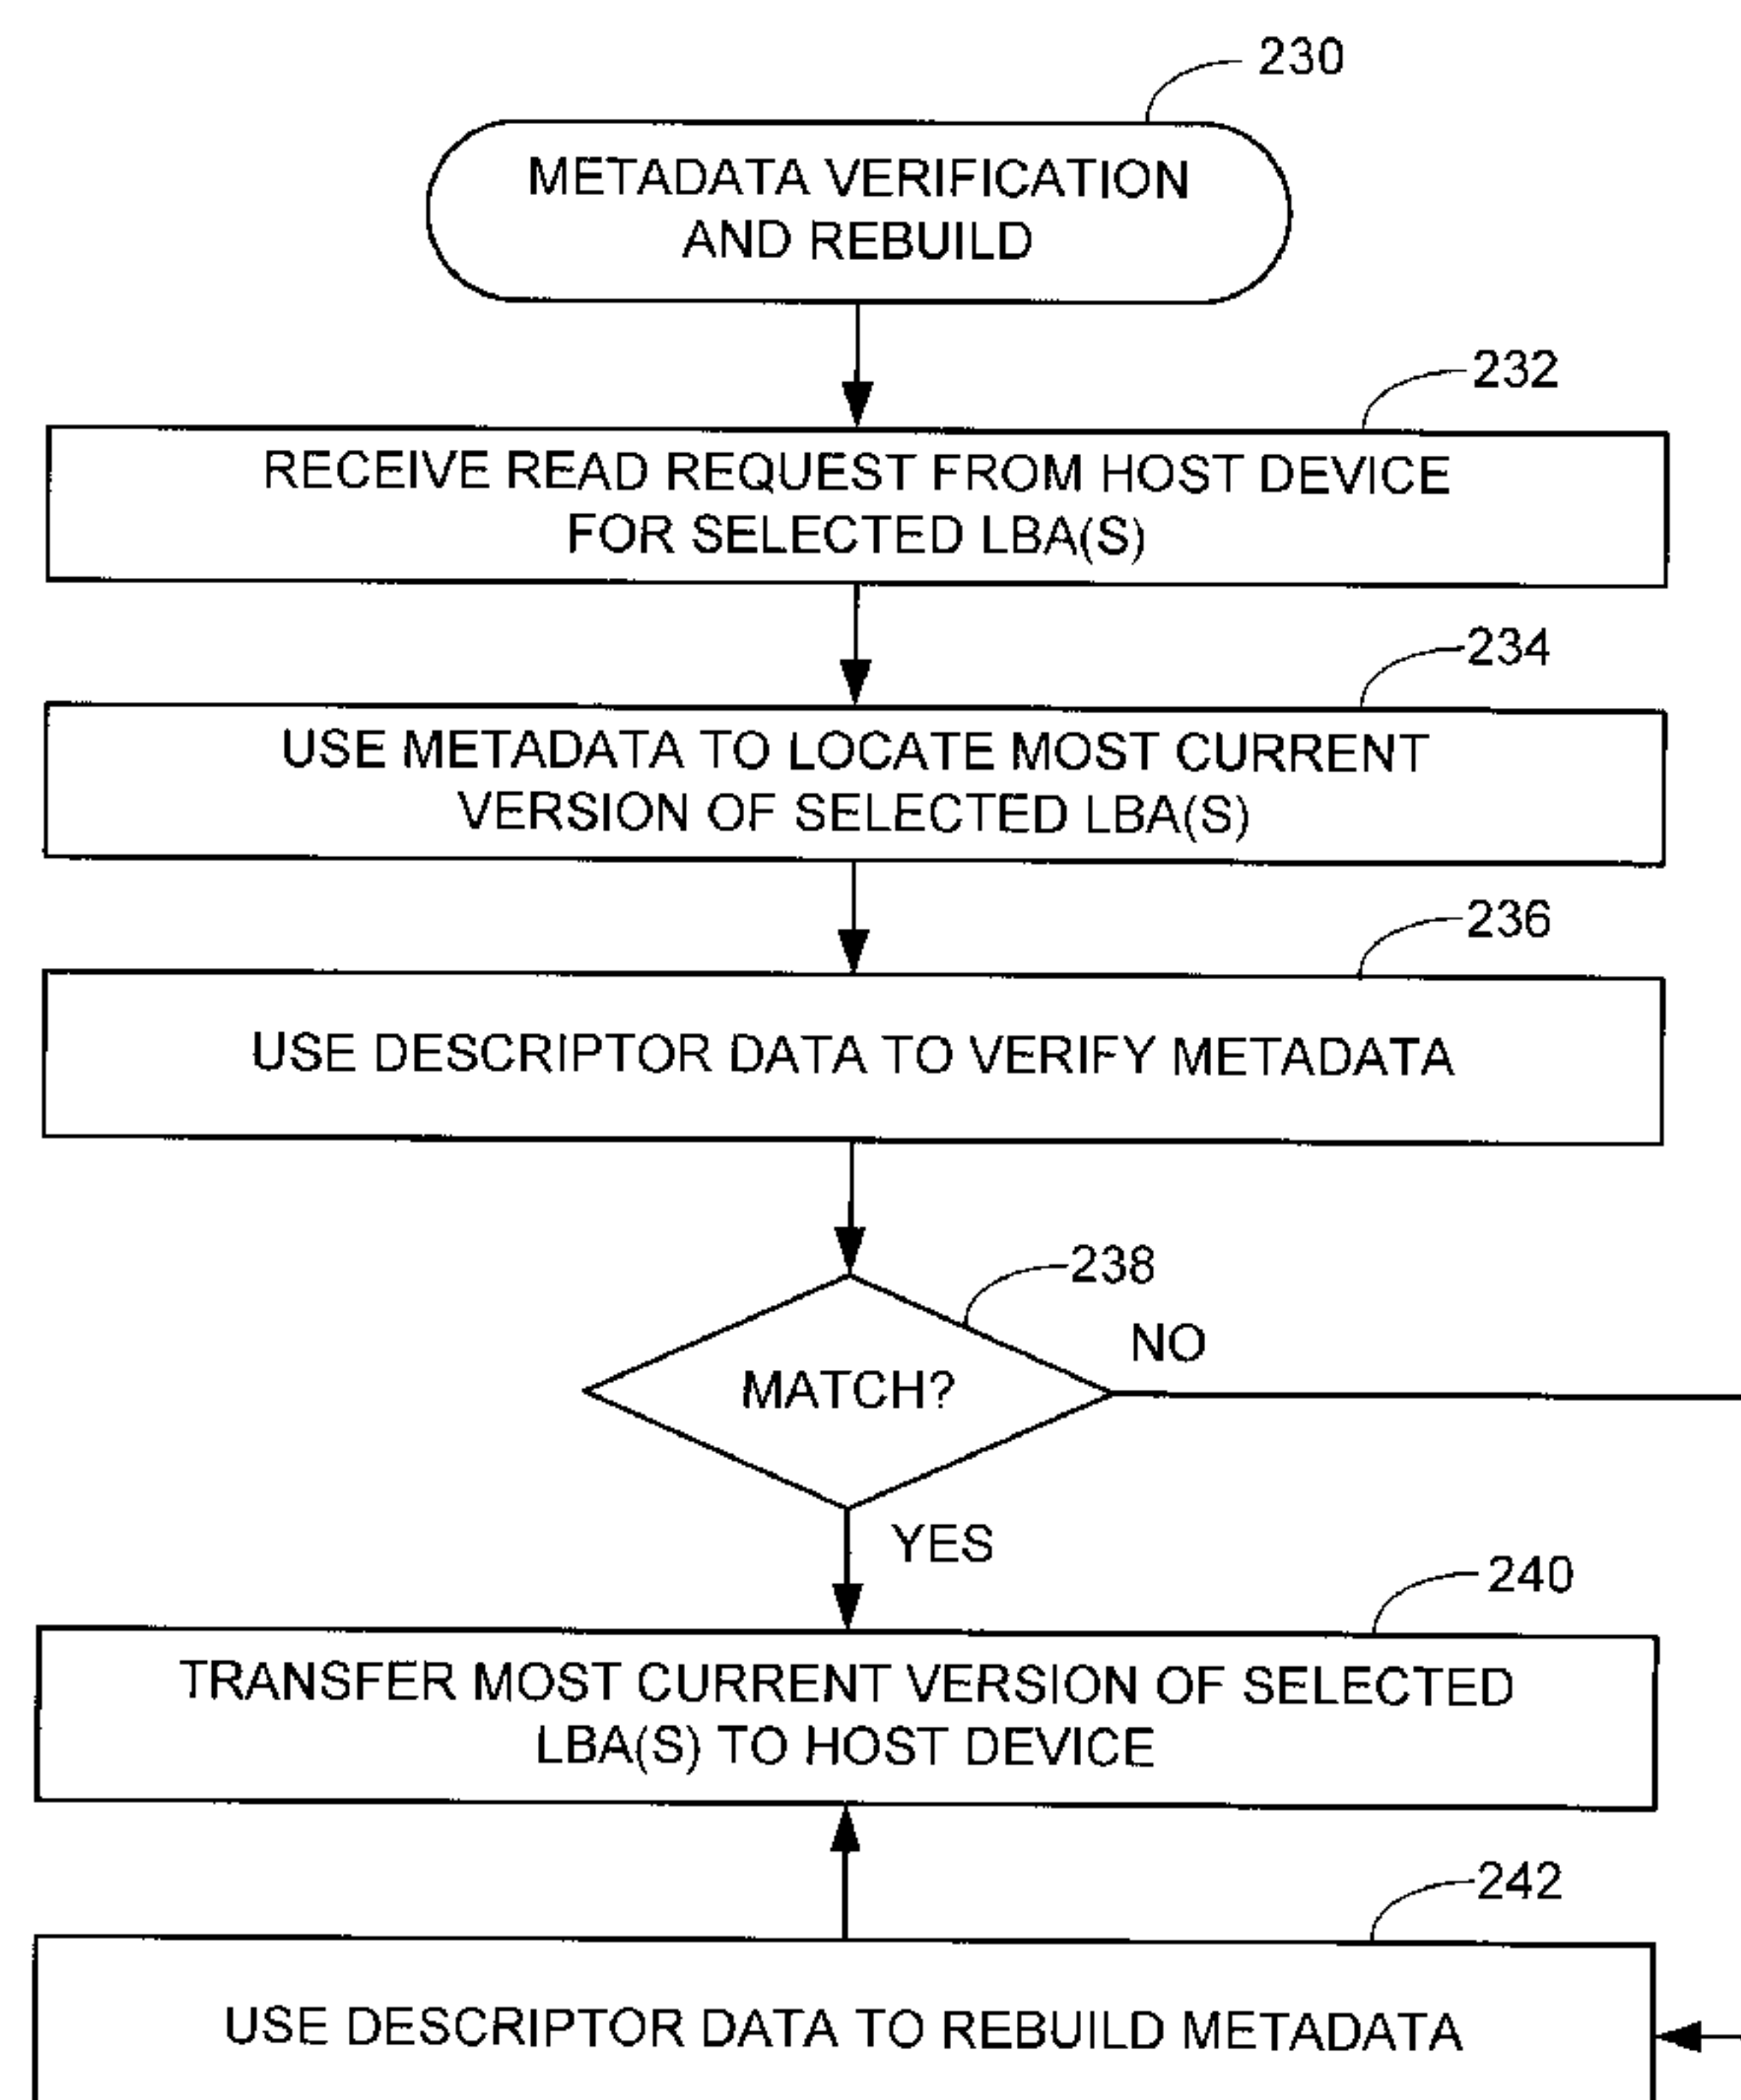 230
METADATA VERIFICATION
AND REBUILD
232
RECEIVE READ REQUEST FROM HOST DEVICE
FOR SELECTED LBA(S)
234
USE METADATA TO LOCATE MOST CURRENT
VERSION OF SELECTED LBA(S)
236
USE DESCRIPTOR DATA TO VERIFY METADATA
238
NO
MATCH?
YES
240
TRANSFER MOST CURRENT VERSION OF SELECTED
LBA(S) TO HOST DEVICE
242
USE DESCRIPTOR DATA TO REBUILD METADATA